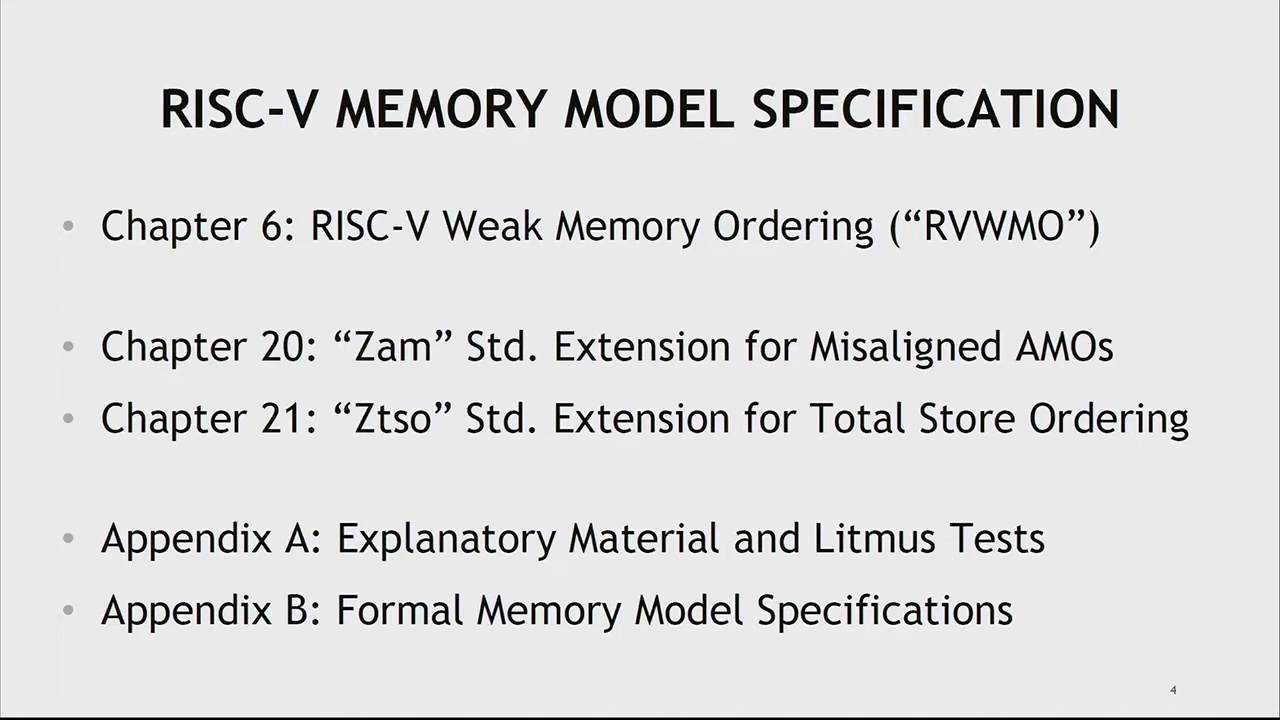 RISC-V MEMORY MODEL SPECIFICATION
• Chapter 6: RISC-V Weak Memory Ordering (“RVWMO”)
• Chapter 20: “Zam” Std. Extension for Misaligned AMOs
• Chapter 21: “Ztso” Std. Extension for Total Store Ordering
• Appendix A: Explanatory Material and Litmus Tests
• Appendix B: Formal Memory Model Specifications
4